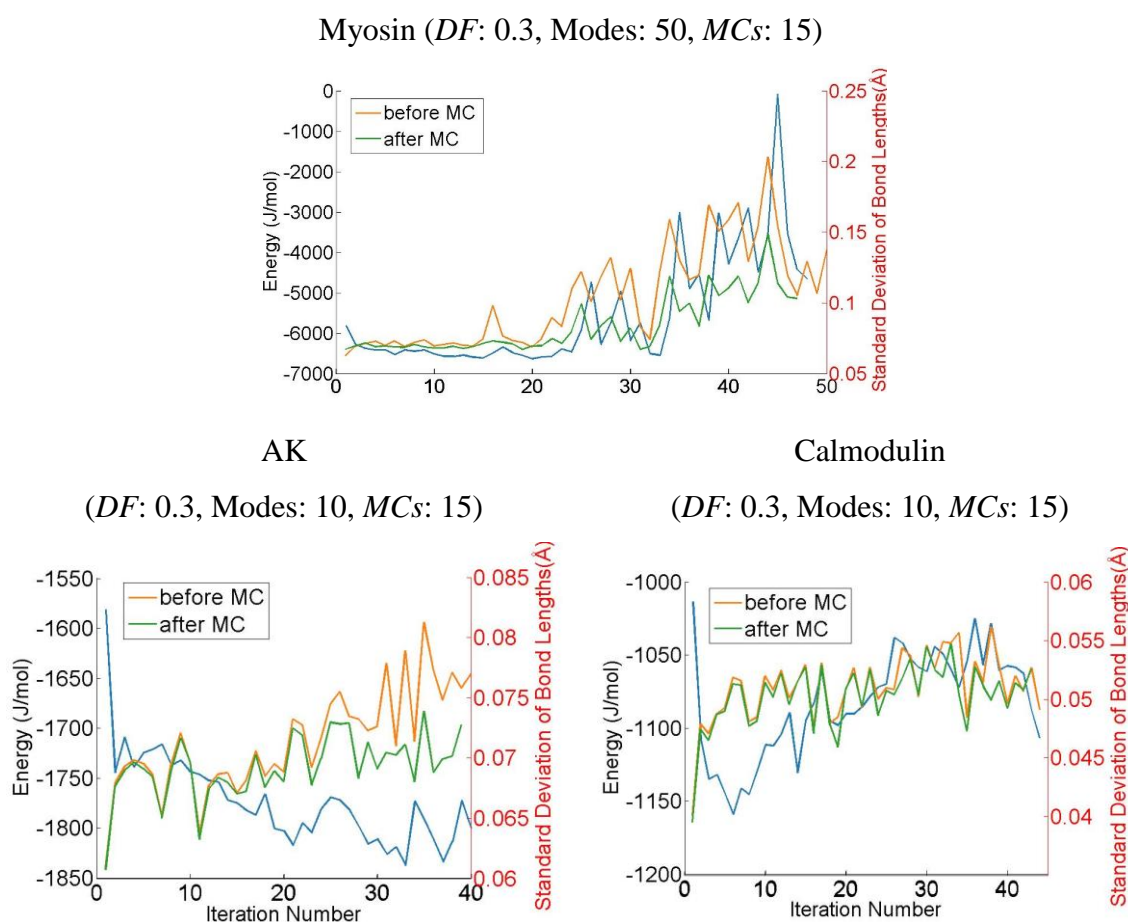 Myosin (DF: 0.3, Modes: 50, MCs: 15)
0
-1000
-2000
-3000
-4000
-5000
-6000
-7000
Energy (J/mol)
before MC
after MC
0.25
0.2
0.15
0.1
0.05
Standard Deviation of Bond Lengths(Å)
0 10 20 30 40 50
AK
(DF: 0.3, Modes: 10, MCs: 15)
-1550
-1600
-1650
-1700
-1750
-1800
-1850
Energy (J/mol)
before MC
after MC
0.085
0.08
0.075
0.07
0.065
0.06
Standard Deviation of Bond Lengths(Å)
0 10 20 30 40
Iteration Number
Calmodulin
(DF: 0.3, Modes: 10, MCs: 15)
-1000
-1050
-1100
-1150
-1200
Energy (J/mol)
before MC
after MC
0.06
0.055
0.05
0.045
0.04
Standard Deviation of Bond Lengths(Å)
0 10 20 30 40
Iteration Number